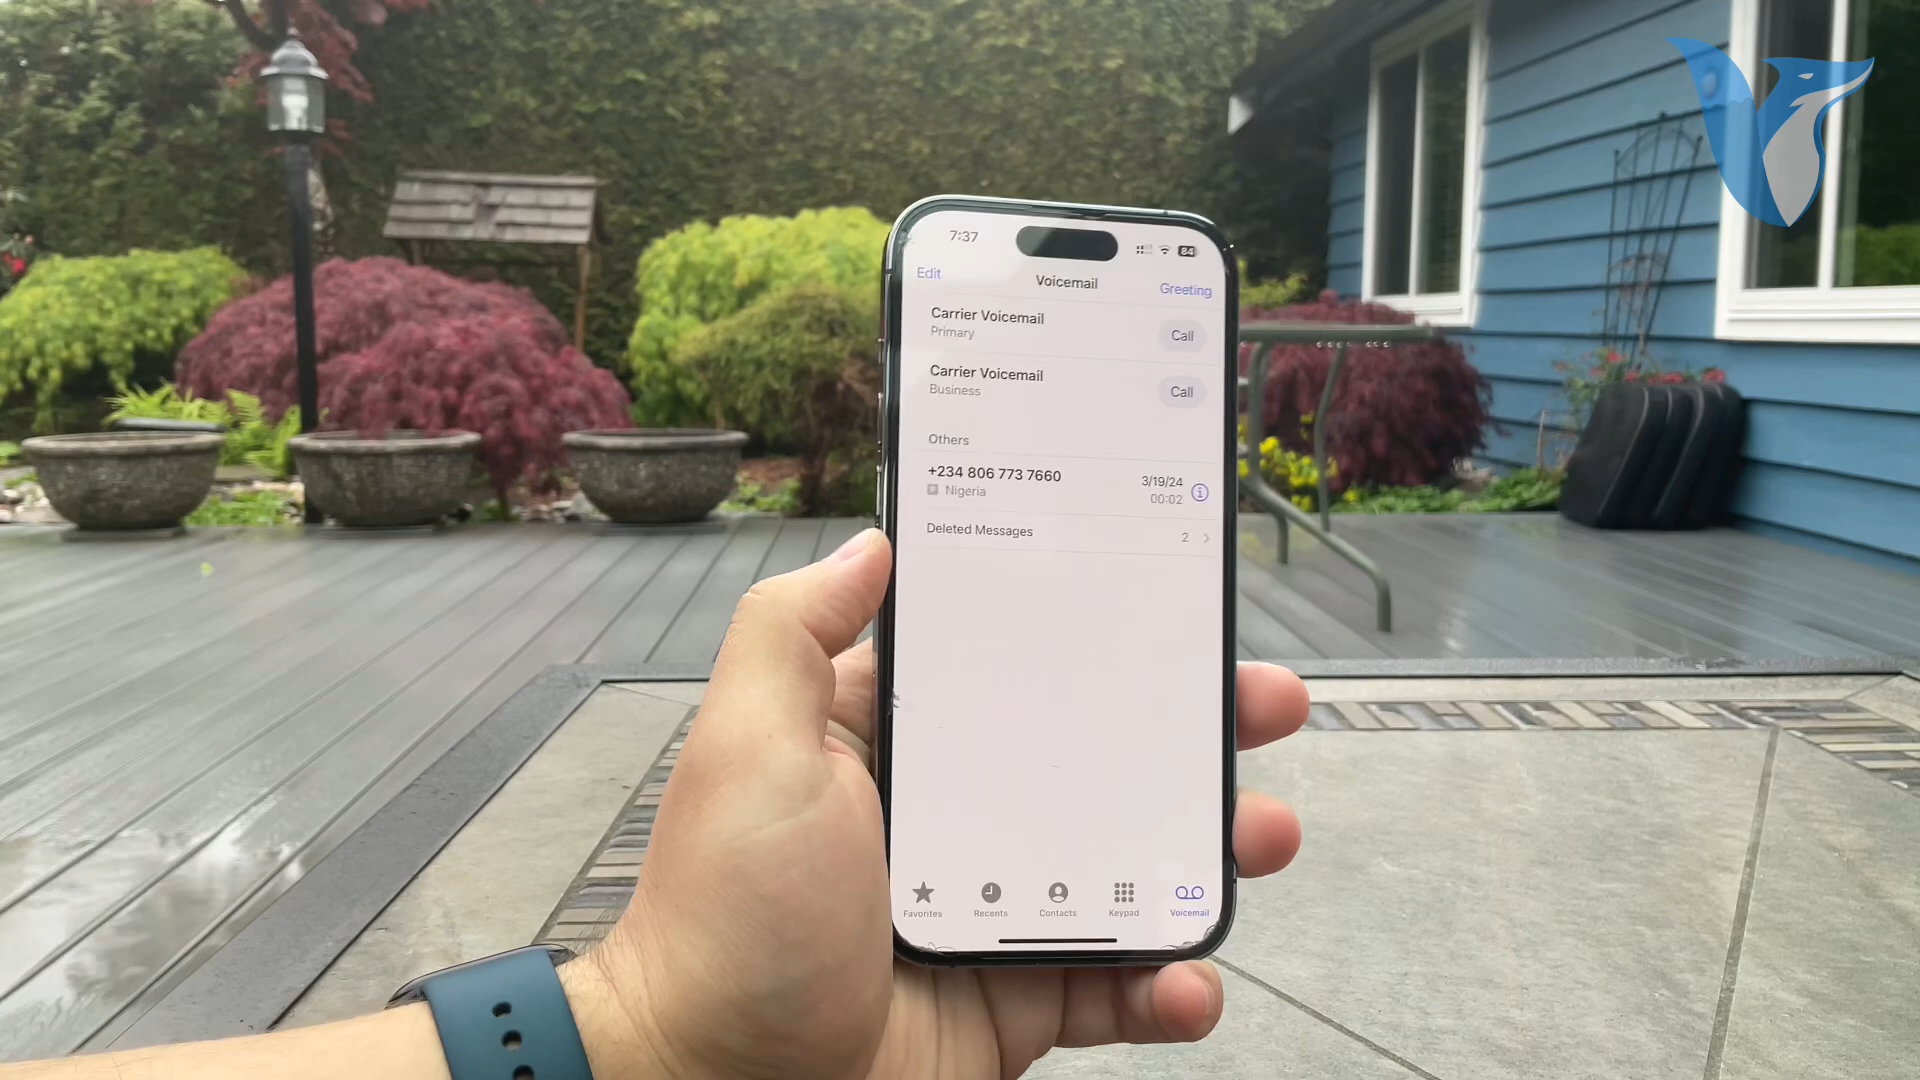 7:37
84
Edit
Voicemail
Greeting
Carrier Voicemail
Primary
Call
Carrier Voicemail
Business
Call
Others
+234 806 773 7660
3/19/24
P Nigeria
00:02
Deleted Messages
2
Favorites
Recents
Contacts
Keypad
Voicemail